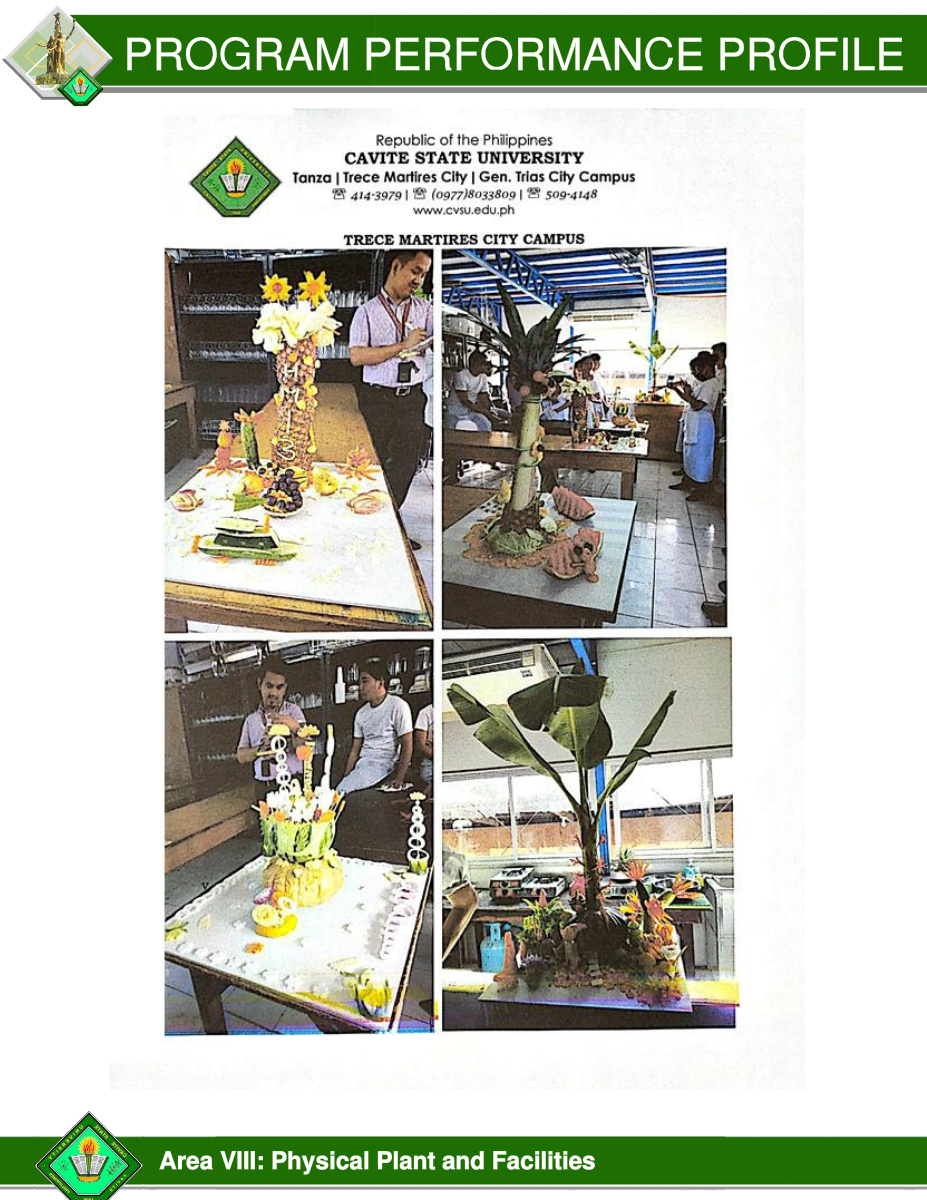 PROGRAM PERFORMANCE PROFILE
Republic of the Philippines
CAVITE STATE UNIVERSITY
Tanza | Trece Martires City | Gen. Trias City Campus
☏ 414-3979 | ☏ (0977)8033809 | ☏ 509-4148
www.cvsu.edu.ph
TRECE MARTIRES CITY CAMPUS
HM13
Area VIII: Physical Plant and Facilities